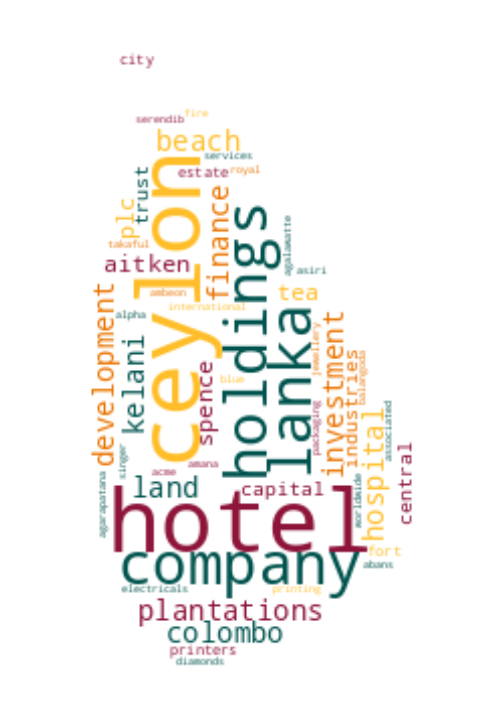 city
fire
serendib
beach
services
estate
royal
trust
ceylon
plc
finance
holdings
agalawatte
takaful
aitken
asiri
ambeon
tea
international
alpha
development
kelani
lanka
investment
jewellery
industries
balangoda
spence
blue
packaging
hospital
associated
central
singer
amana
acme
agarapatana
land
capital
worldwide
hotel
company
fort
abans
electricals
printing
plantations
colombo
printers
diamonds